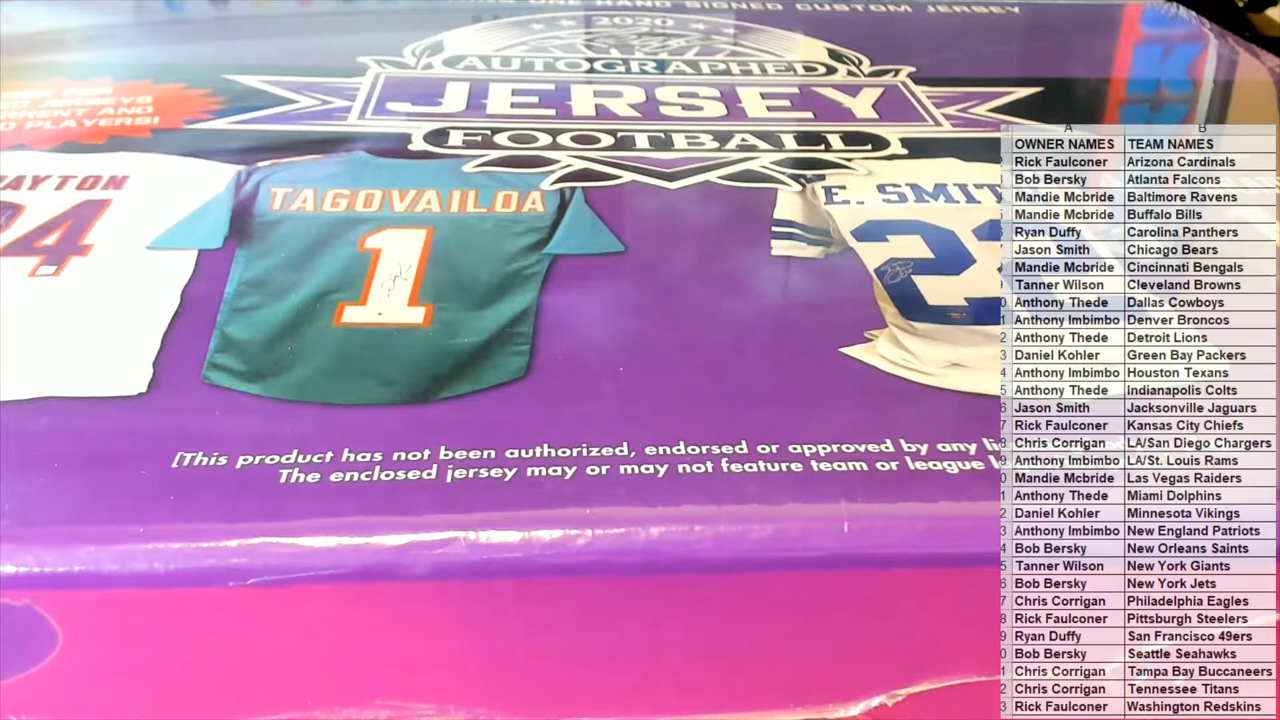 ONE HAND SIGNED CUSTOM JERSEY
2020
AUTOGRAPHED
JERSEY
FOOTBALL
JERSEYS
AND
PLAYERS!
AYTON
TAGOVAILOA
1
E. SMIT
[This product has not been authorized, endorsed or approved by any
The enclosed jersey may or may not feature team or league
A B
OWNER NAMES TEAM NAMES
Rick Faulconer Arizona Cardinals
Bob Bersky Atlanta Falcons
Mandie Mcbride Baltimore Ravens
Mandie Mcbride Buffalo Bills
Ryan Duffy Carolina Panthers
Jason Smith Chicago Bears
Mandie Mcbride Cincinnati Bengals
Tanner Wilson Cleveland Browns
Anthony Thede Dallas Cowboys
Anthony Imbimbo Denver Broncos
Anthony Thede Detroit Lions
Daniel Kohler Green Bay Packers
Anthony Imbimbo Houston Texans
Anthony Thede Indianapolis Colts
Jason Smith Jacksonville Jaguars
Rick Faulconer Kansas City Chiefs
Chris Corrigan LA/San Diego Chargers
Anthony Imbimbo LA/St. Louis Rams
Mandie Mcbride Las Vegas Raiders
Anthony Thede Miami Dolphins
Daniel Kohler Minnesota Vikings
Anthony Imbimbo New England Patriots
Bob Bersky New Orleans Saints
Tanner Wilson New York Giants
Bob Bersky New York Jets
Chris Corrigan Philadelphia Eagles
Rick Faulconer Pittsburgh Steelers
Ryan Duffy San Francisco 49ers
Bob Bersky Seattle Seahawks
Chris Corrigan Tampa Bay Buccaneers
Chris Corrigan Tennessee Titans
Rick Faulconer Washington Redskins